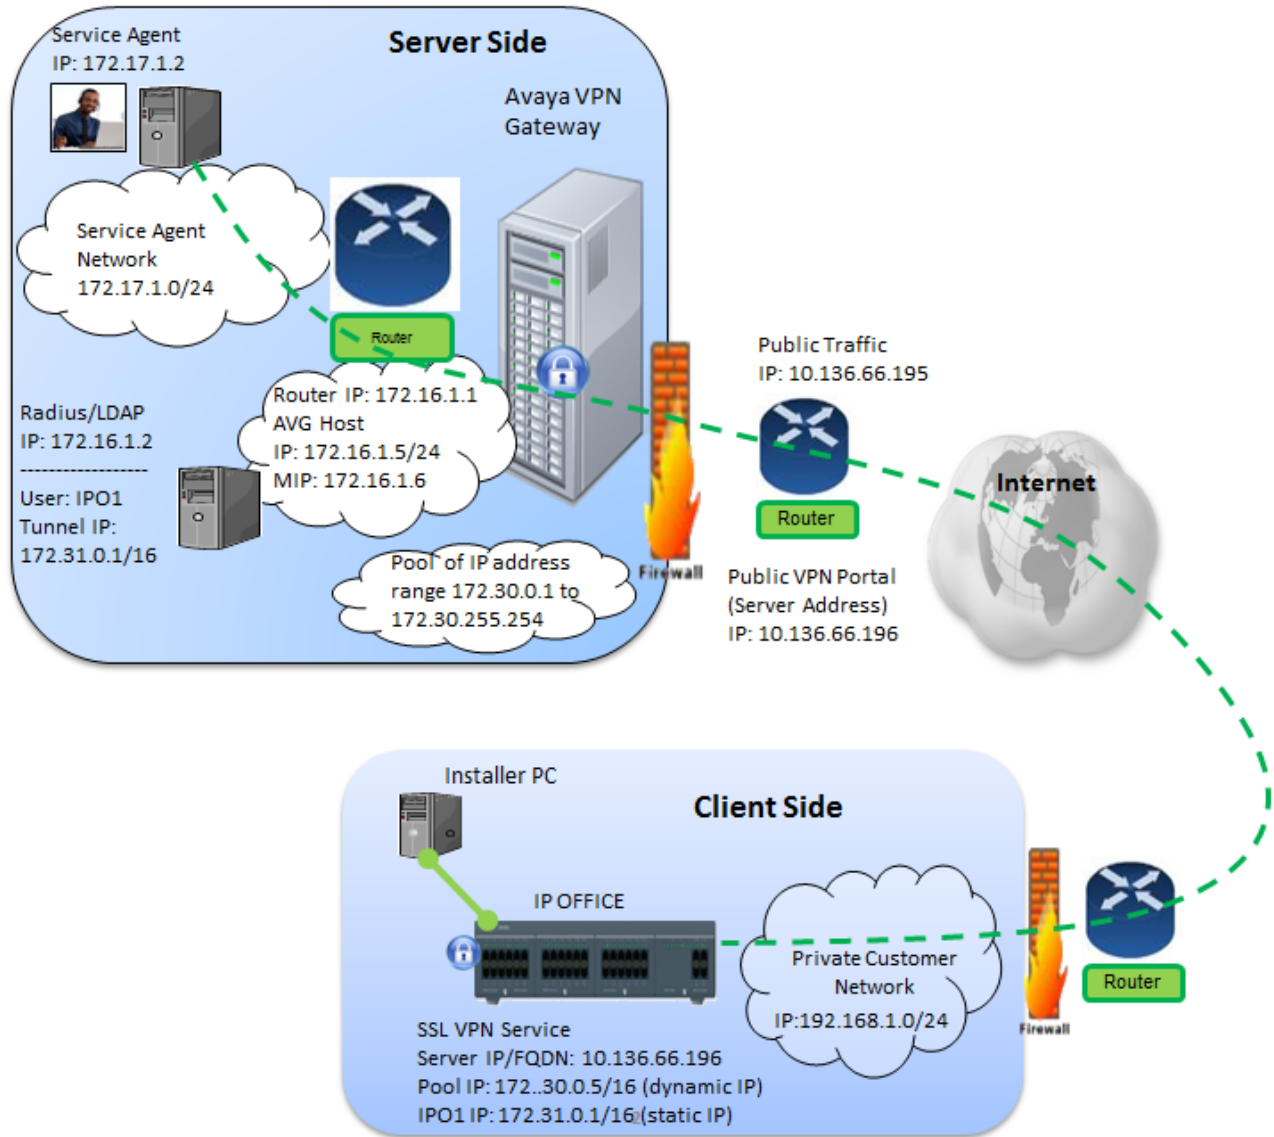 Service Agent
IP: 172.17.1.2
Server Side
Avaya VPN
Gateway
Service Agent
Network
172.17.1.0/24
Router
Router IP: 172.16.1.1
AVG Host
IP: 172.16.1.5/24
MIP: 172.16.1.6
Radius/LDAP
IP: 172.16.1.2
------------------
User: IPO1
Tunnel IP:
172.31.0.1/16
Pool of IP address
range 172.30.0.1 to
172.30.255.254
Firewall
Public Traffic
IP: 10.136.66.195
Router
Public VPN Portal
(Server Address)
IP: 10.136.66.196
Internet
Installer PC
Client Side
IP OFFICE
Private Customer
Network
IP:192.168.1.0/24
Firewall
Router
SSL VPN Service
Server IP/FQDN: 10.136.66.196
Pool IP: 172..30.0.5/16 (dynamic IP)
IPO1 IP: 172.31.0.1/16 (static IP)
2